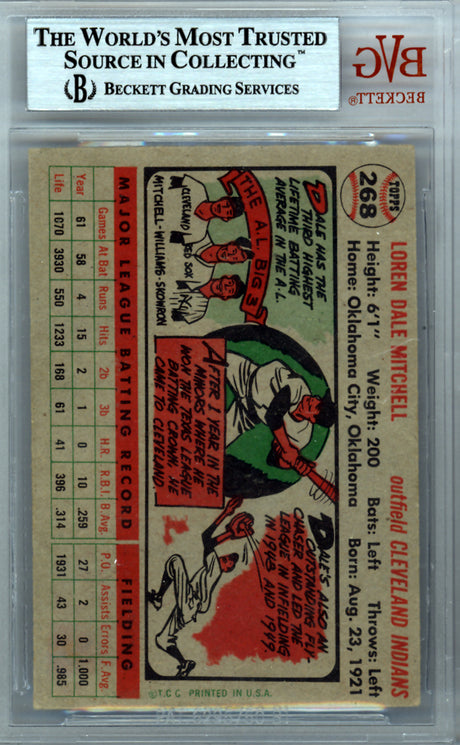 THE WORLD'S MOST TRUSTED
SOURCE IN COLLECTING™
B BECKETT GRADING SERVICES
BVG
BECKETT®
TOPPS
268
LOREN DALE MITCHELL outfield CLEVELAND INDIANS
Height: 6'1" Weight: 200 Bats: Left Throws: Left
Home: Oklahoma City, Oklahoma Born: Aug. 23, 1921
DALE HAS THE
THIRD HIGHEST
LIFETIME BATTING
AVERAGE IN THE A.L.
THE A.L. BIG 3
CLEVELAND
RED SOX
N.Y.
MITCHELL-WILLIAMS-SKOWRON
AFTER 1 YEAR IN THE
MINORS WHERE HE
WON THE TEXAS LEAGUE
BATTING CROWN, HE
CAME TO CLEVELAND
DALE'S ALSO AN
OUTSTANDING FLY-
CHASER AND LED THE
LEAGUE IN FIELDING
IN 1948 AND 1949.
MAJOR LEAGUE BATTING RECORD FIELDING
Games At Bat Runs Hits 2b 3b H.R. R.B.I. B.Avg. P.O. Assists Errors F.Avg.
Year 61 58 4 15 2 1 0 10 .259 27 2 0 1.000
Life 1070 3930 550 1233 168 61 41 396 .314 1931 43 30 .985
©T.C.G. PRINTED IN U.S.A.